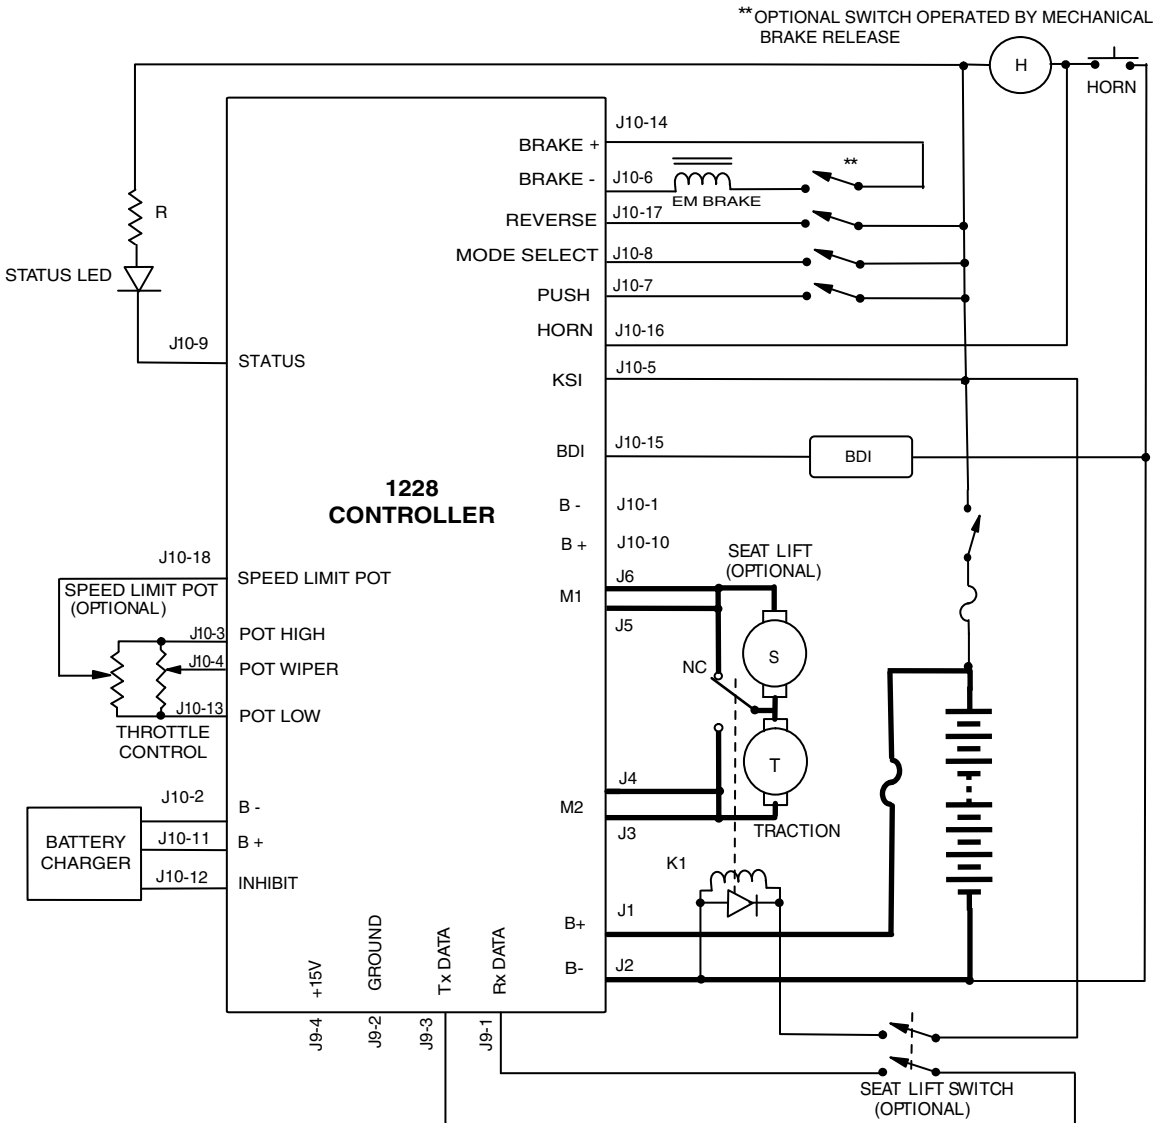 **OPTIONAL SWITCH OPERATED BY MECHANICAL
BRAKE RELEASE
H
HORN
J10-14
BRAKE +
**
BRAKE -
J10-6
EM BRAKE
R
REVERSE
J10-17
MODE SELECT
J10-8
STATUS LED
PUSH
J10-7
HORN
J10-16
J10-9
STATUS
KSI
J10-5
BDI
J10-15
BDI
1228
CONTROLLER
B -
J10-1
B +
J10-10
SEAT LIFT
(OPTIONAL)
J10-18
SPEED LIMIT POT
SPEED LIMIT POT
(OPTIONAL)
J6
M1
J5
J10-3
POT HIGH
S
NC
J10-4
POT WIPER
J10-13
POT LOW
THROTTLE
CONTROL
T
J4
M2
J3
TRACTION
J10-2
B -
BATTERY
CHARGER
J10-11
B +
J10-12
INHIBIT
K1
J1
B+
B-
J2
+15V
GROUND
Tx DATA
Rx DATA
J9-4
J9-2
J9-3
J9-1
SEAT LIFT SWITCH
(OPTIONAL)